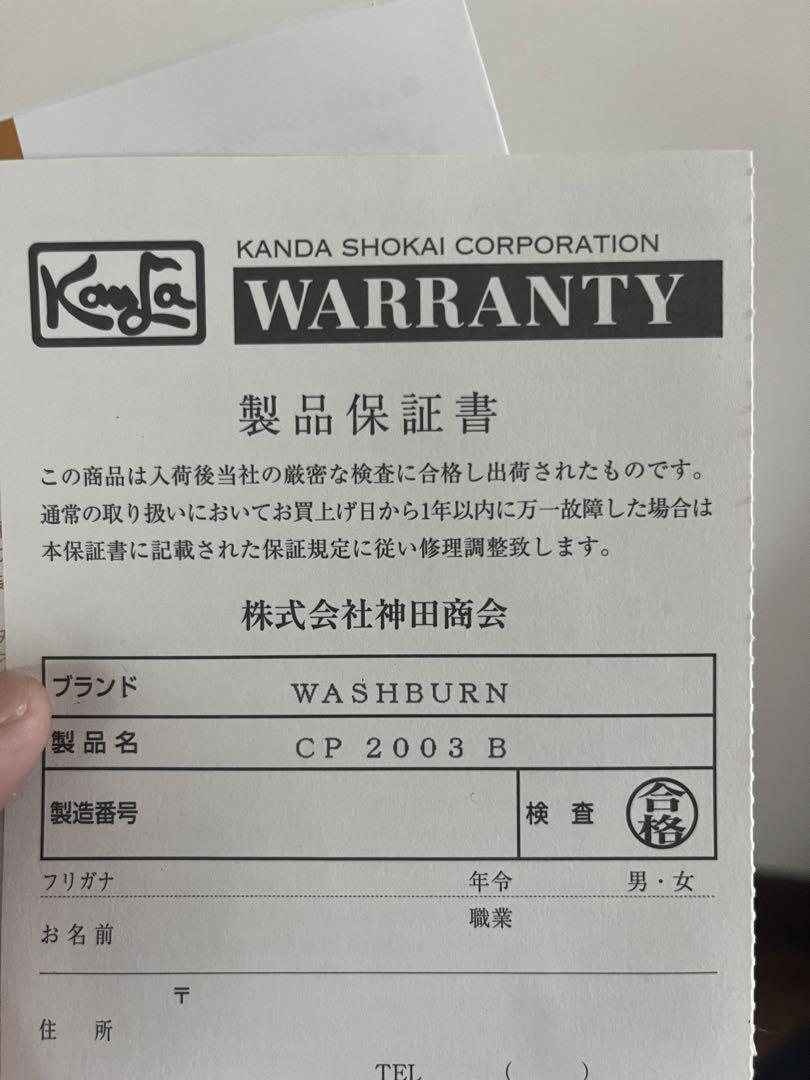 Kanda
KANDA SHOKAI CORPORATION
WARRANTY
製品保証書
この商品は入荷後当社の厳密な検査に合格し出荷されたものです。
通常の取り扱いにおいてお買上げ日から1年以内に万一故障した場合は
本保証書に記載された保証規定に従い修理調整致します。
株式会社神田商会
ブランド WASHBURN
製品名 CP 2003 B
製造番号 検査 合格
フリガナ 年令 男・女
お名前 職業
〒
住所
TEL ( )